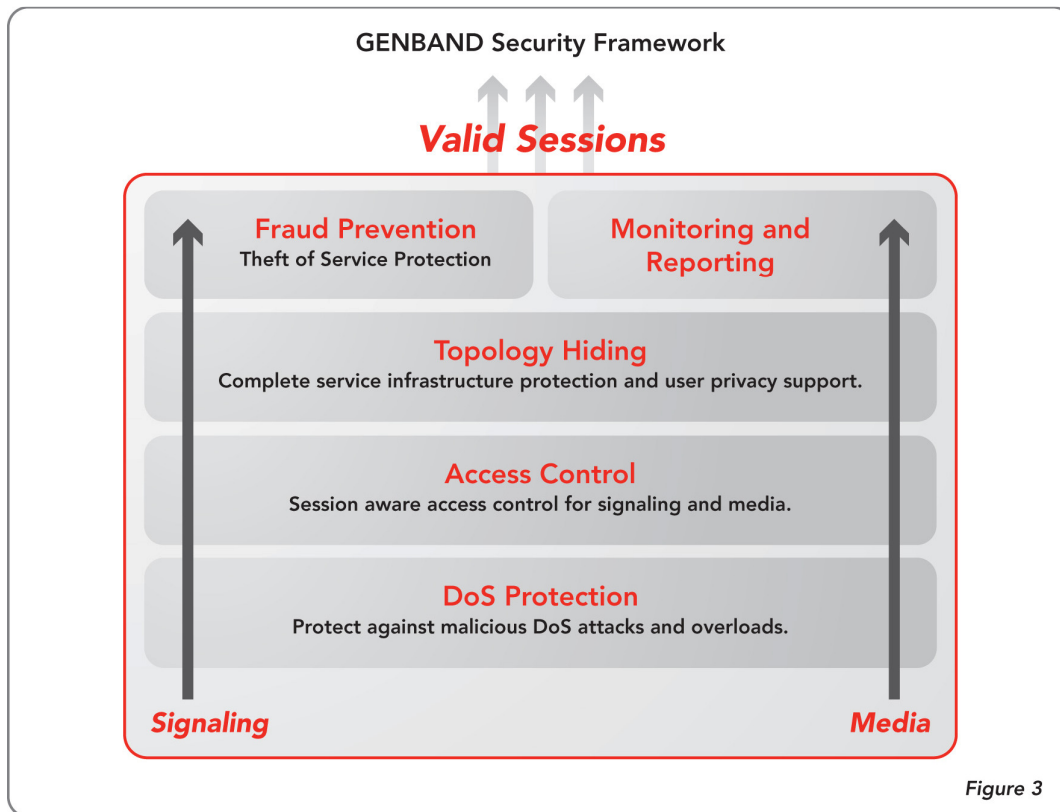 GENBAND Security Framework
Valid Sessions
Fraud Prevention
Theft of Service Protection
Monitoring and
Reporting
Topology Hiding
Complete service infrastructure protection and user privacy support.
Access Control
Session aware access control for signaling and media.
DoS Protection
Protect against malicious DoS attacks and overloads.
Signaling
Media
Figure 3